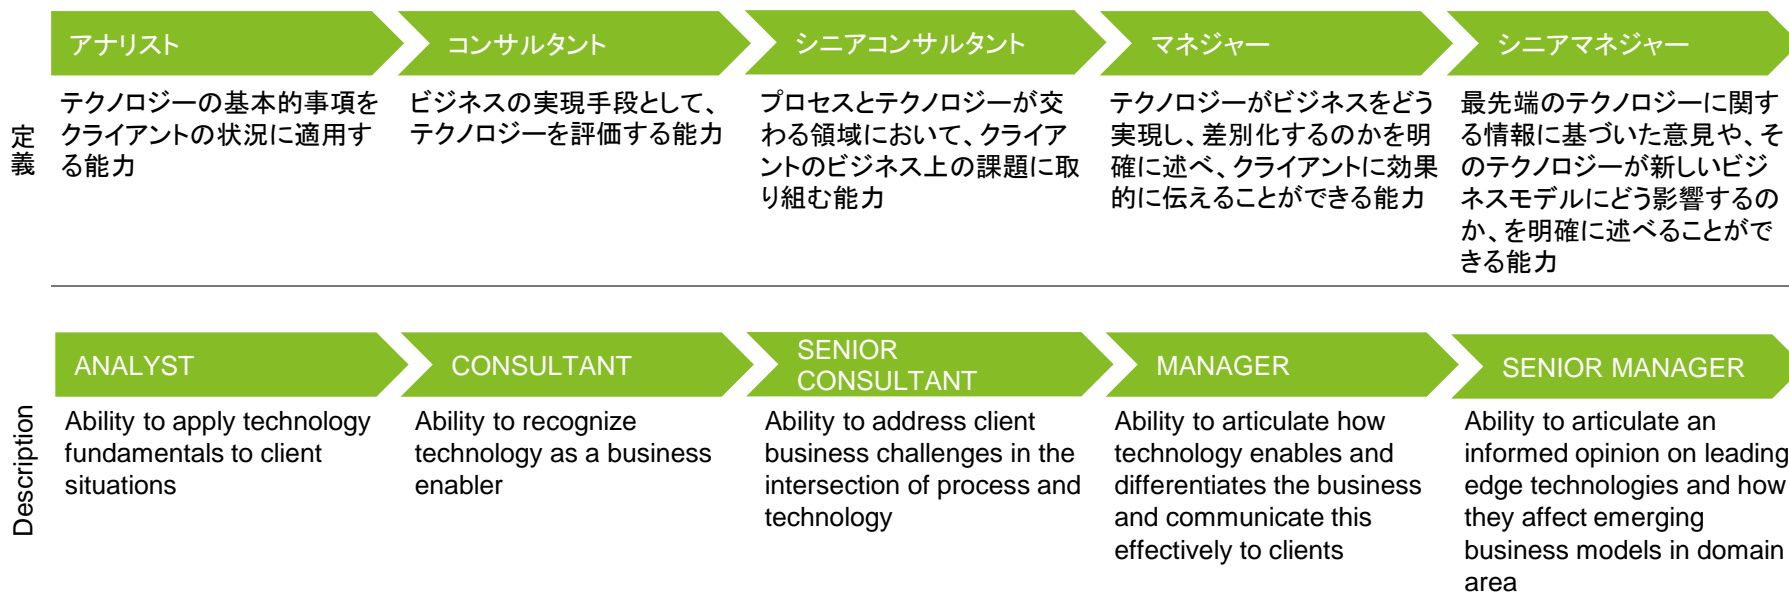 アナリスト
コンサルタント
シニアコンサルタント
マネジャー
シニアマネジャー
定義
テクノロジーの基本的事項を
クライアントの状況に適用す
る能力
ビジネスの実現手段として、
テクノロジーを評価する能力
プロセスとテクノロジーが交
わる領域において、クライア
ントのビジネス上の課題に取
り組む能力
テクノロジーがビジネスをどう
実現し、差別化するのかを明
確に述べ、クライアントに効果
的に伝えることができる能力
最先端のテクノロジーに関す
る情報に基づいた意見や、そ
のテクノロジーが新しいビジ
ネスモデルにどう影響するの
か、を明確に述べることがで
きる能力
ANALYST
CONSULTANT
SENIOR
CONSULTANT
MANAGER
SENIOR MANAGER
Description
Ability to apply technology
fundamentals to client
situations
Ability to recognize
technology as a business
enabler
Ability to address client
business challenges in the
intersection of process and
technology
Ability to articulate how
technology enables and
differentiates the business
and communicate this
effectively to clients
Ability to articulate an
informed opinion on leading
edge technologies and how
they affect emerging
business models in domain
area